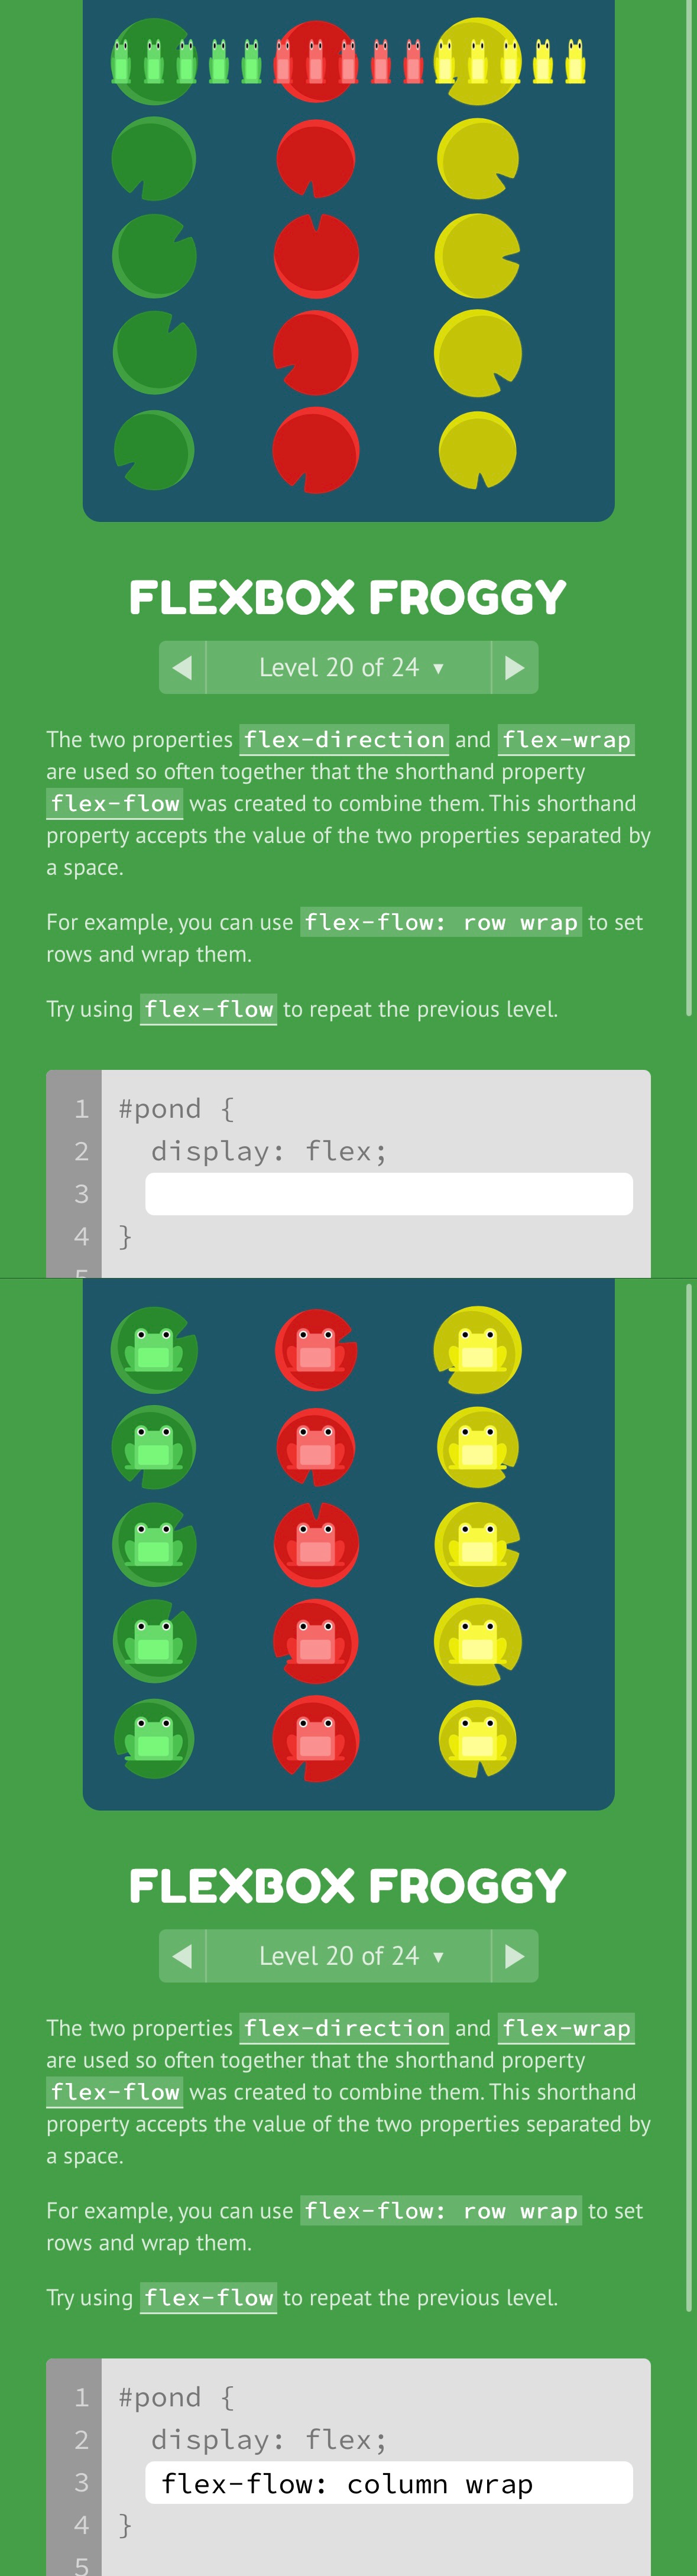 FLEXBOX FROGGY
Level 20 of 24 ▼
The two properties flex-direction and flex-wrap
are used so often together that the shorthand property
flex-flow was created to combine them. This shorthand
property accepts the value of the two properties separated by
a space.
For example, you can use flex-flow: row wrap to set
rows and wrap them.
Try using flex-flow to repeat the previous level.
1 #pond {
2 display: flex;
3
4 }
5
FLEXBOX FROGGY
Level 20 of 24 ▼
The two properties flex-direction and flex-wrap
are used so often together that the shorthand property
flex-flow was created to combine them. This shorthand
property accepts the value of the two properties separated by
a space.
For example, you can use flex-flow: row wrap to set
rows and wrap them.
Try using flex-flow to repeat the previous level.
1 #pond {
2 display: flex;
3 flex-flow: column wrap
4 }
5